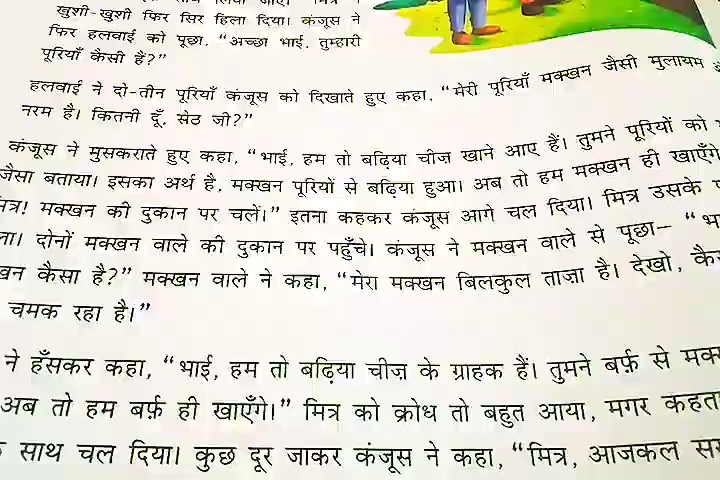 खुशी-खुशी फिर सिर हिला दिया। कंजूस ने
फिर हलवाई को पूछा, “अच्छा भाई, तुम्हारी
पूरियाँ कैसी हैं?”
हलवाई ने दो-तीन पूरियाँ कंजूस को दिखाते हुए कहा, “मेरी पूरियाँ मक्खन जैसी मुलायम
नरम है। कितनी दूँ, सेठ जी?”
कंजूस ने मुसकराते हुए कहा, “भाई, हम तो बढ़िया चीज़ खाने आए हैं। तुमने पूरियों को
जैसा बताया। इसका अर्थ है, मक्खन पूरियों से बढ़िया हुआ। अब तो हम मक्खन ही खाएँगे
मक्खन की दुकान पर चलें।” इतना कहकर कंजूस आगे चल दिया। मित्र उसके
दोनों मक्खन वाले की दुकान पर पहुँचे। कंजूस ने मक्खन वाले से पूछा—
कैसा है?” मक्खन वाले ने कहा, “मेरा मक्खन बिलकुल ताज़ा है। देखो,
चमक रहा है।”
ने हँसकर कहा, “भाई, हम तो बढ़िया चीज़ के ग्राहक हैं। तुमने बर्फ़ से
अब तो हम बर्फ़ ही खाएँगे।” मित्र को क्रोध तो बहुत आया, मगर कहता
साथ चल दिया। कुछ दूर जाकर कंजूस ने कहा, “मित्र, आजकल